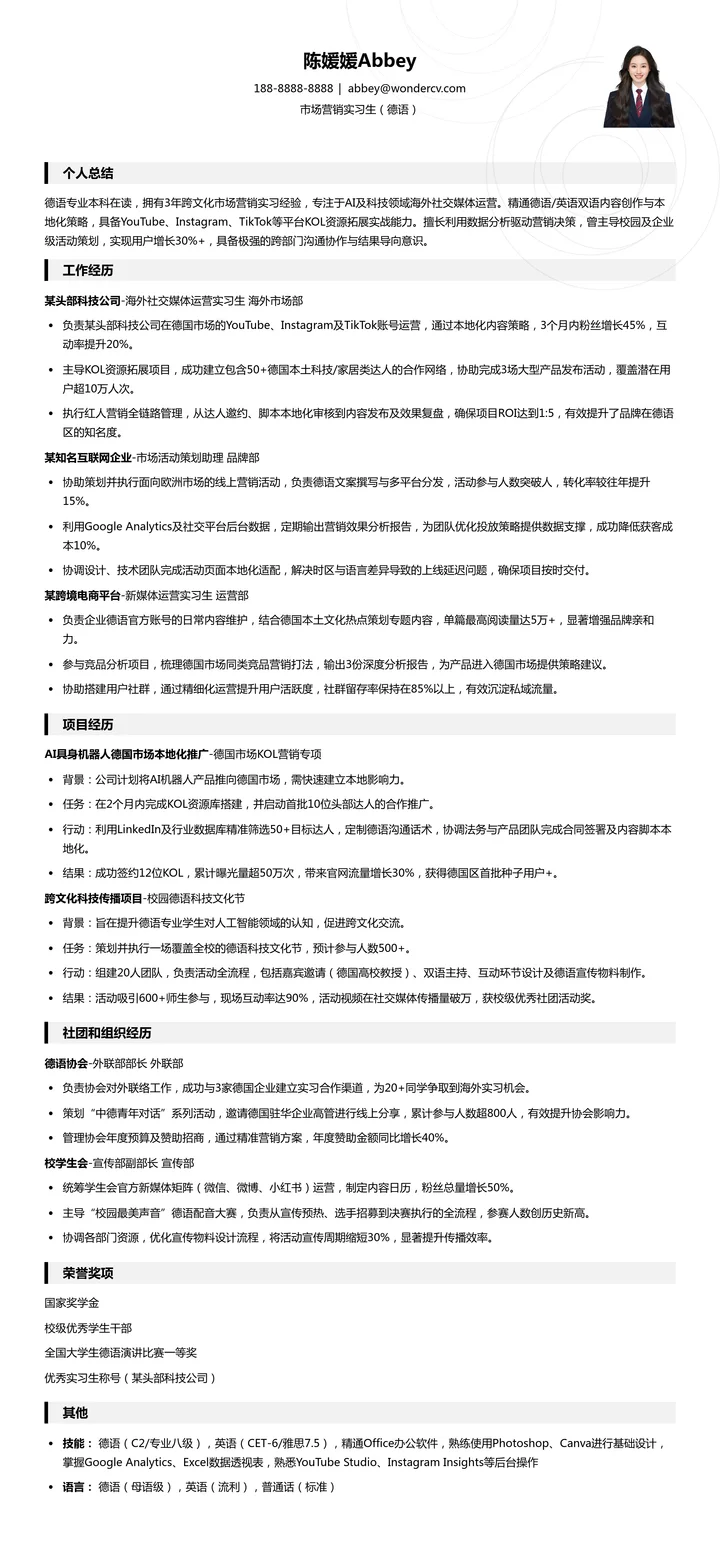 陈媛媛Abbey
188-8888-8888 | abbey@wondercv.com
市场营销实习生（德语）
个人总结
德语专业本科在读，拥有3年跨文化市场营销实习经验，专注于AI及科技领域海外社交媒体运营。精通德语/英语双语内容创作与本
地化策略，具备YouTube、Instagram、TikTok等平台KOL资源拓展实战能力。擅长利用数据分析驱动营销决策，曾主导校园及企业
级活动策划，实现用户增长30%+，具备极强的跨部门沟通协作与结果导向意识。
工作经历
某头部科技公司-海外社交媒体运营实习生 海外市场部
• 负责某头部科技公司在德国市场的YouTube、Instagram及TikTok账号运营，通过本地化内容策略，3个月内粉丝增长45%，互
动率提升20%。
• 主导KOL资源拓展项目，成功建立包含50+德国本土科技/家居类达人的合作网络，协助完成3场大型产品发布活动，覆盖潜在用
户超10万人次。
• 执行红人营销全链路管理，从达人邀约、脚本本地化审核到内容发布及效果复盘，确保项目ROI达到1:5，有效提升了品牌在德语
区的知名度。
某知名互联网企业-市场活动策划助理 品牌部
• 协助策划并执行面向欧洲市场的线上营销活动，负责德语文案撰写与多平台分发，活动参与人数突破人，转化率较往年提升
15%。
• 利用Google Analytics及社交平台后台数据，定期输出营销效果分析报告，为团队优化投放策略提供数据支撑，成功降低获客成
本10%。
• 协调设计、技术团队完成活动页面本地化适配，解决时区与语言差异导致的上线延迟问题，确保项目按时交付。
某跨境电商平台-新媒体运营实习生 运营部
• 负责企业德语官方账号的日常内容维护，结合德国本土文化热点策划专题内容，单篇最高阅读量达5万+，显著增强品牌亲和
力。
• 参与竞品分析项目，梳理德国市场同类竞品营销打法，输出3份深度分析报告，为产品进入德国市场提供策略建议。
• 协助搭建用户社群，通过精细化运营提升用户活跃度，社群留存率保持在85%以上，有效沉淀私域流量。
项目经历
AI具身机器人德国市场本地化推广-德国市场KOL营销专项
• 背景：公司计划将AI机器人产品推向德国市场，需快速建立本地影响力。
• 任务：在2个月内完成KOL资源库搭建，并启动首批10位头部达人的合作推广。
• 行动：利用LinkedIn及行业数据库精准筛选50+目标达人，定制德语沟通话术，协调法务与产品团队完成合同签署及内容脚本本
地化。
• 结果：成功签约12位KOL，累计曝光量超50万次，带来官网流量增长30%，获得德国区首批种子用户+。
跨文化科技传播项目-校园德语科技文化节
• 背景：旨在提升德语专业学生对人工智能领域的认知，促进跨文化交流。
• 任务：策划并执行一场覆盖全校的德语科技文化节，预计参与人数500+。
• 行动：组建20人团队，负责活动全流程，包括嘉宾邀请（德国高校教授）、双语主持、互动环节设计及德语宣传物料制作。
• 结果：活动吸引600+师生参与，现场互动率达90%，活动视频在社交媒体传播量破万，获校级优秀社团活动奖。
社团和组织经历
德语协会-外联部部长 外联部
• 负责协会对外联络工作，成功与3家德国企业建立实习合作渠道，为20+同学争取到海外实习机会。
• 策划“中德青年对话”系列活动，邀请德国驻华企业高管进行线上分享，累计参与人数超800人，有效提升协会影响力。
• 管理协会年度预算及赞助招商，通过精准营销方案，年度赞助金额同比增长40%。
校学生会-宣传部副部长 宣传部
• 统筹学生会官方新媒体矩阵（微信、微博、小红书）运营，制定内容日历，粉丝总量增长50%。
• 主导“校园最美声音”德语配音大赛，负责从宣传预热、选手招募到决赛执行的全流程，参赛人数创历史新高。
• 协调各部门资源，优化宣传物料设计流程，将活动宣传周期缩短30%，显著提升传播效率。
荣誉奖项
国家奖学金
校级优秀学生干部
全国大学生德语演讲比赛一等奖
优秀实习生称号（某头部科技公司）
其他
• 技能： 德语（C2/专业八级），英语（CET-6/雅思7.5），精通Office办公软件，熟练使用Photoshop、Canva进行基础设计，
掌握Google Analytics、Excel数据透视表，熟悉YouTube Studio、Instagram Insights等后台操作
• 语言： 德语（母语级），英语（流利），普通话（标准）